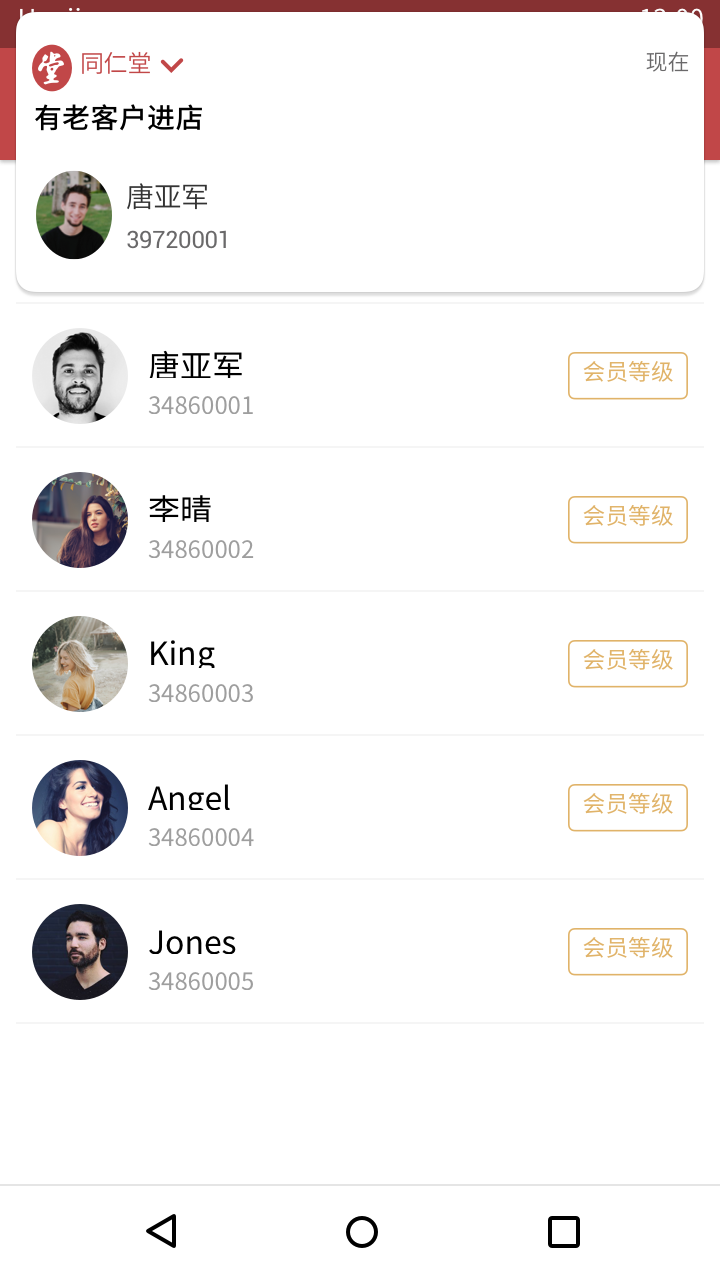 同仁堂
现在
有老客户进店
唐亚军
39720001
唐亚军
会员等级
34860001
李晴
会员等级
34860002
King
会员等级
34860003
Angel
会员等级
34860004
Jones
会员等级
34860005